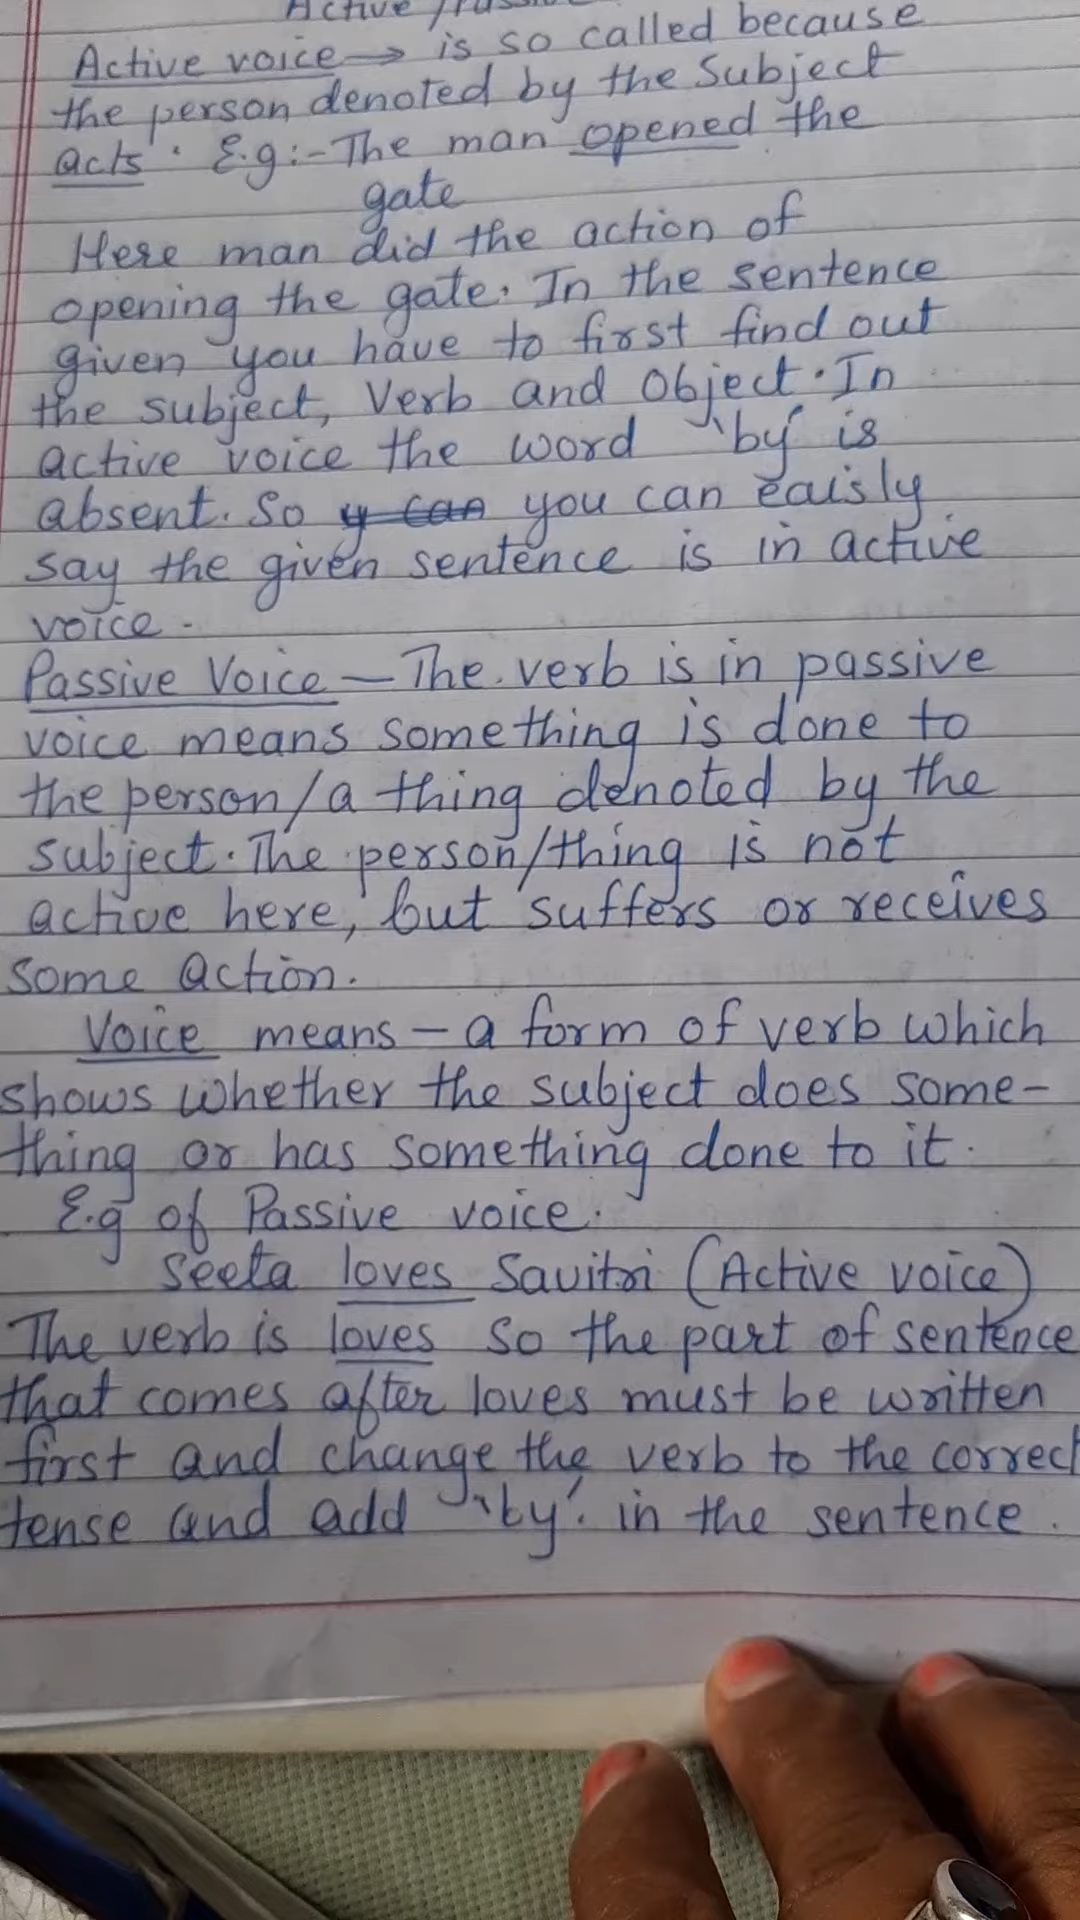 Active / Passi
Active voice → is so called because
the person denoted by the Subject
acts'. E.g:- The man opened the
gate
Here man did the action of
opening the gate. In the sentence
given you have to first find out
the subject, Verb and Object. In
active voice the word 'by' is
absent. So y can you can eaisly
say the given sentence is in active
voice.
Passive Voice — The verb is in passive
voice means something is done to
the person/a thing denoted by the
subject. The person/thing is not
active here, but suffers or receives
some action.
Voice means — a form of verb which
shows whether the subject does some-
thing or has something done to it.
E.g of Passive voice.
Seeta loves Savitri (Active voice)
The verb is loves so the part of sentence
that comes after loves must be written
first and change the verb to the correct
tense and add 'by'. in the sentence.